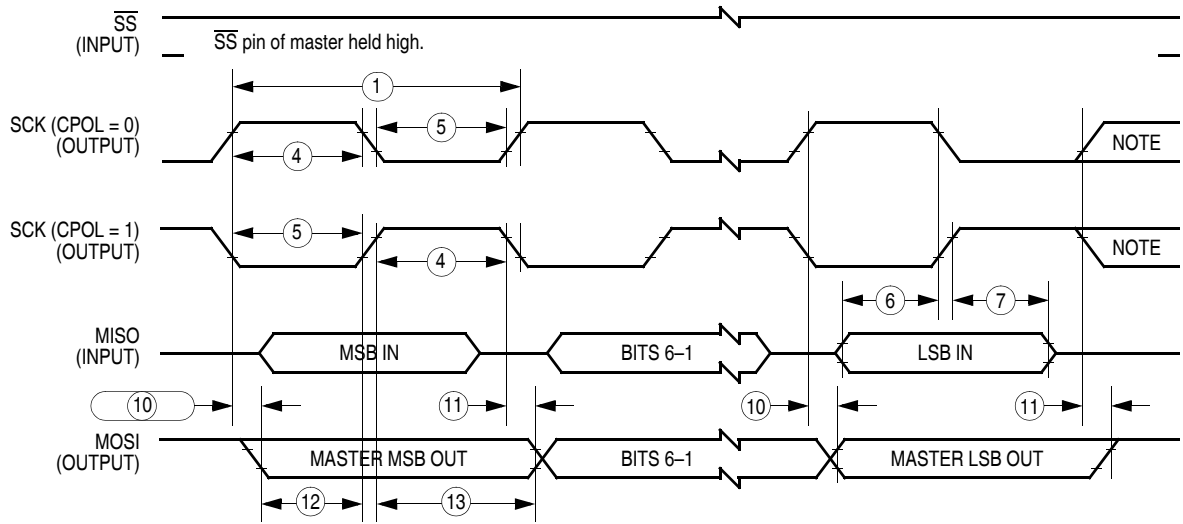 S̅S̅
(INPUT)
S̅S̅ pin of master held high.
1
SCK (CPOL = 0)
(OUTPUT)
5
4
NOTE
SCK (CPOL = 1)
(OUTPUT)
5
4
NOTE
6
7
MISO
(INPUT)
MSB IN
BITS 6–1
LSB IN
10
11
10
11
MOSI
(OUTPUT)
MASTER MSB OUT
BITS 6–1
MASTER LSB OUT
12
13